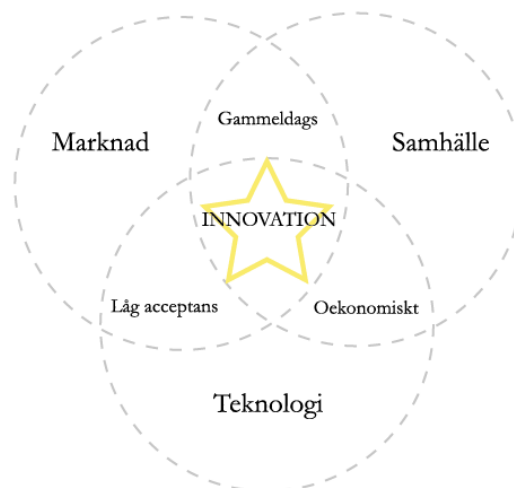 Gammeldags
Marknad
Samhälle
INNOVATION
Låg acceptans
Oekonomiskt
Teknologi